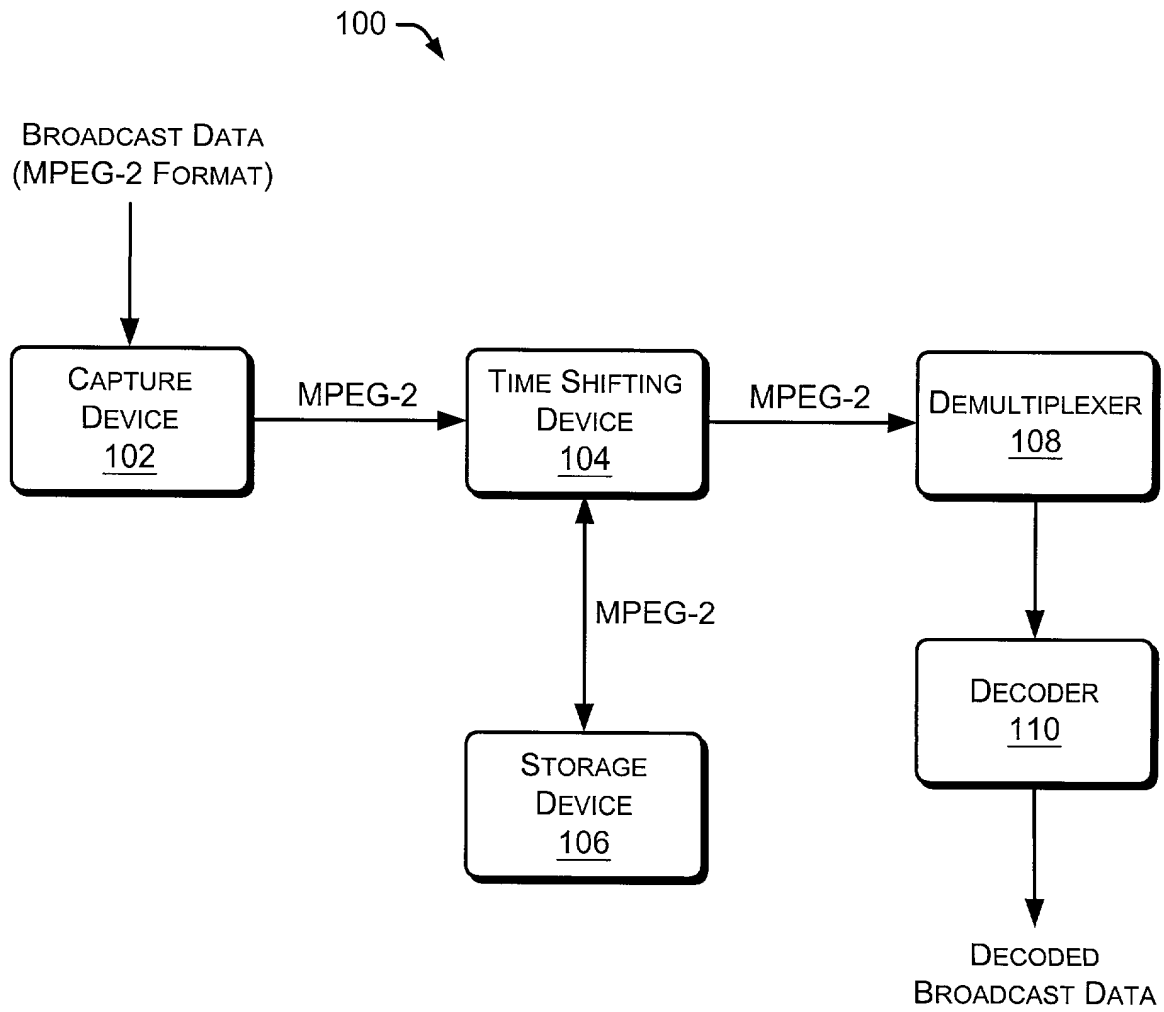 100
BROADCAST DATA
(MPEG-2 FORMAT)
CAPTURE
DEVICE
102
MPEG-2
TIME SHIFTING
DEVICE
104
MPEG-2
DEMULTIPLEXER
108
MPEG-2
STORAGE
DEVICE
106
DECODER
110
DECODED
BROADCAST DATA